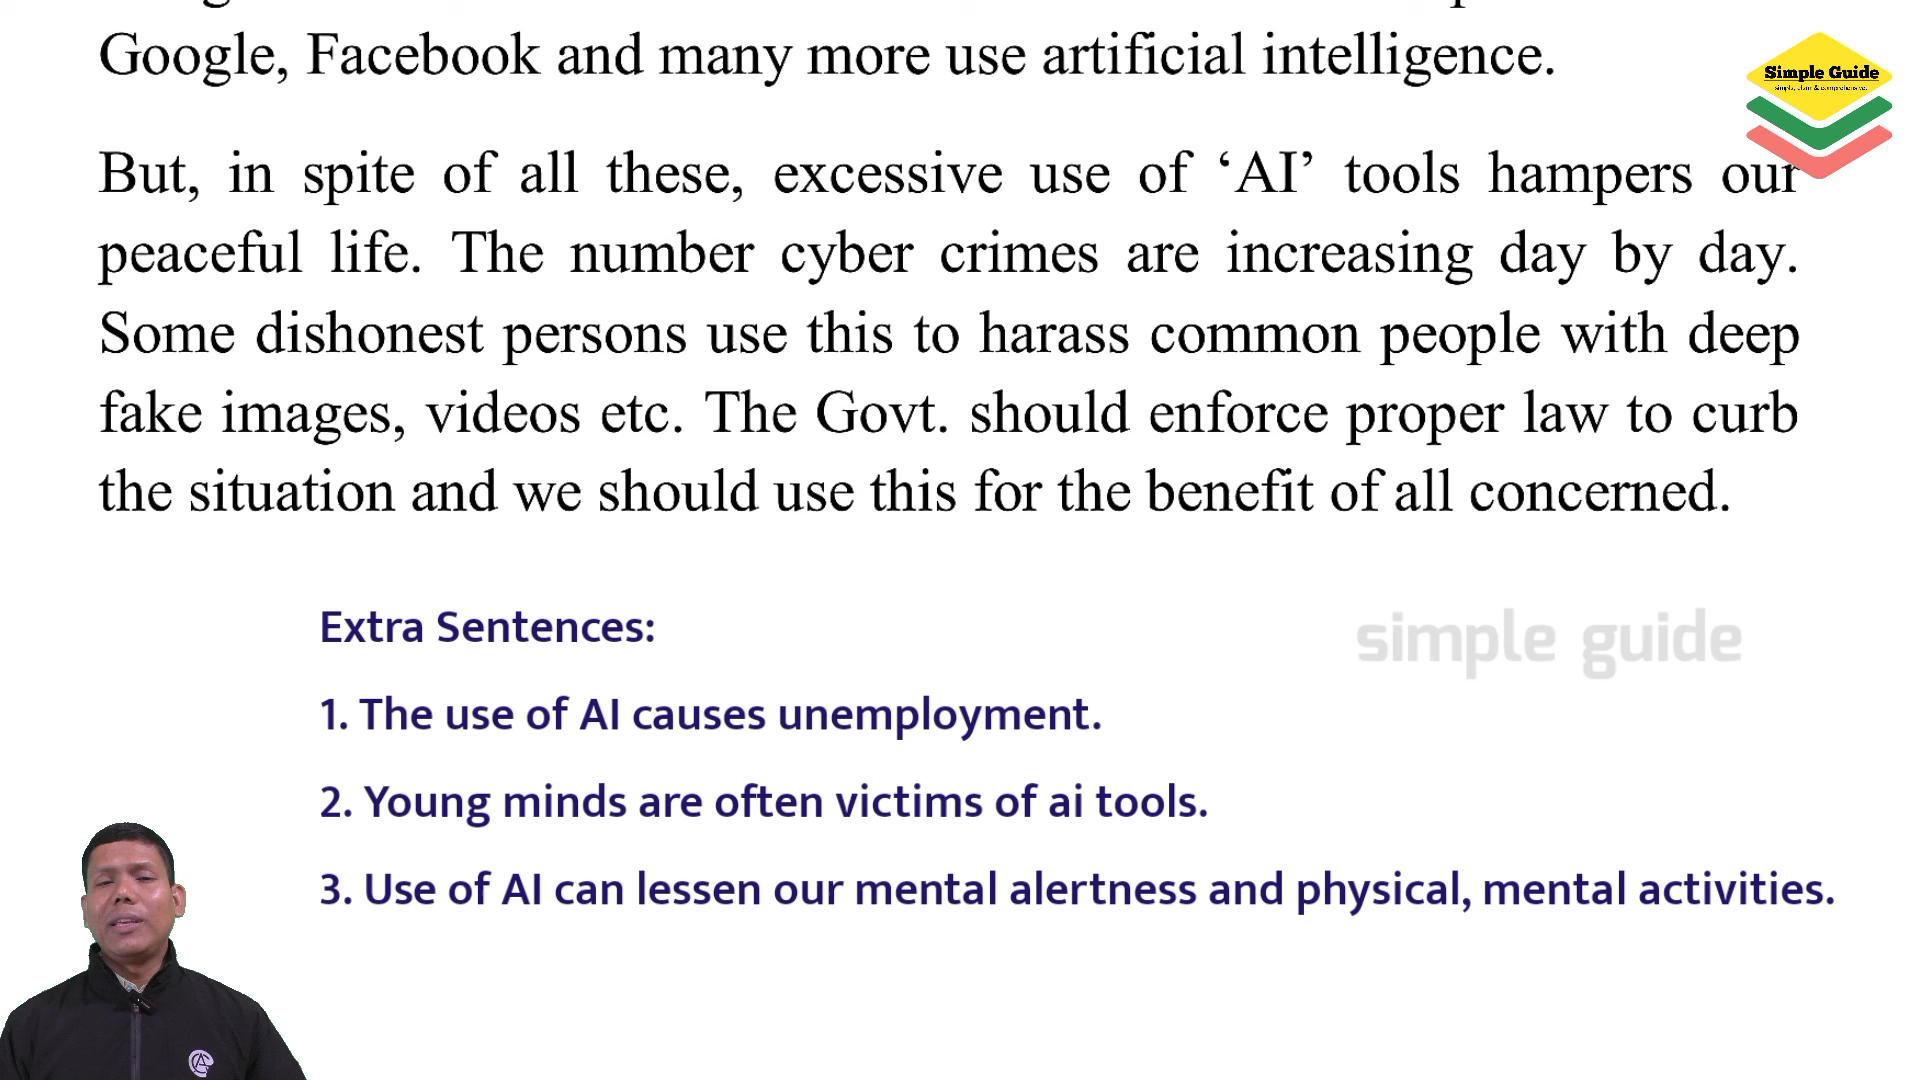 Google, Facebook and many more use artificial intelligence.
Simple Guide
simple, clear & comprehensive.
But, in spite of all these, excessive use of ‘AI’ tools hampers our
peaceful life. The number cyber crimes are increasing day by day.
Some dishonest persons use this to harass common people with deep
fake images, videos etc. The Govt. should enforce proper law to curb
the situation and we should use this for the benefit of all concerned.
Extra Sentences:
simple guide
1. The use of AI causes unemployment.
2. Young minds are often victims of ai tools.
3. Use of AI can lessen our mental alertness and physical, mental activities.